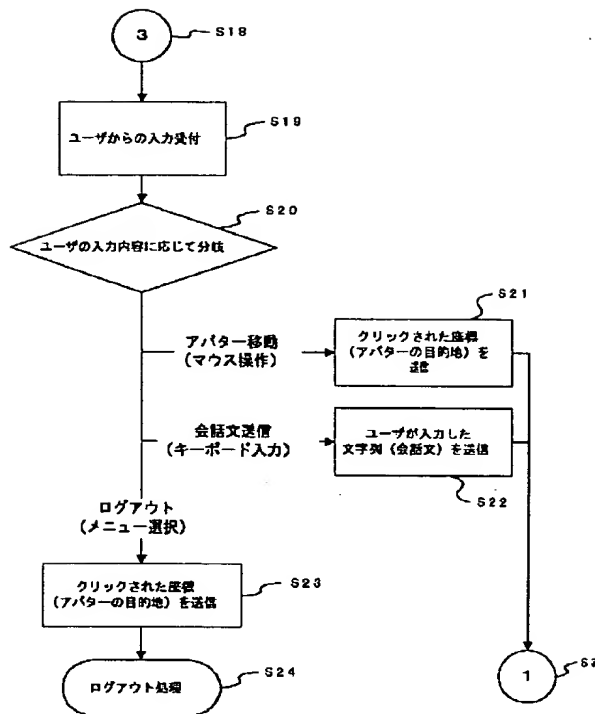 3
S18
ユーザからの入力受付
S19
ユーザの入力内容に応じて分岐
S20
アバター移動
(マウス操作)
クリックされた座標
(アバターの目的地)を
送信
S21
会話文送信
(キーボード入力)
ユーザが入力した
文字列(会話文)を送信
S22
ログアウト
(メニュー選択)
クリックされた座標
(アバターの目的地)を送信
S23
ログアウト処理
S24
1